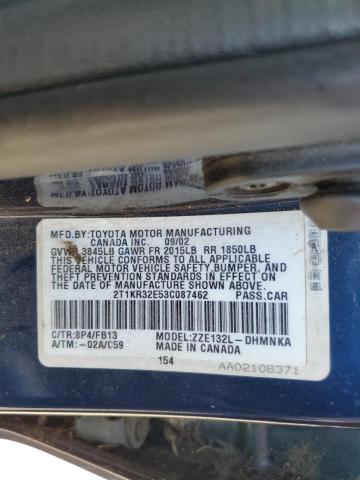 MFD.BY:TOYOTA MOTOR MANUFACTURING
CANADA INC. 09/02
GVWR 3845LB GAWR FR 2015LB RR 1850LB
THIS VEHICLE CONFORMS TO ALL APPLICABLE
FEDERAL MOTOR VEHICLE SAFETY,BUMPER, AND
THEFT PREVENTION STANDARDS IN EFFECT ON
THE DATE OF MANUFACTURE SHOWN ABOVE.
2T1KR32E53C087462 PASS.CAR
C/TR:8P4/FB13 MODEL:ZZE132L-DHMNKA
A/TM:-02A/C59 MADE IN CANADA
154
AA02108371